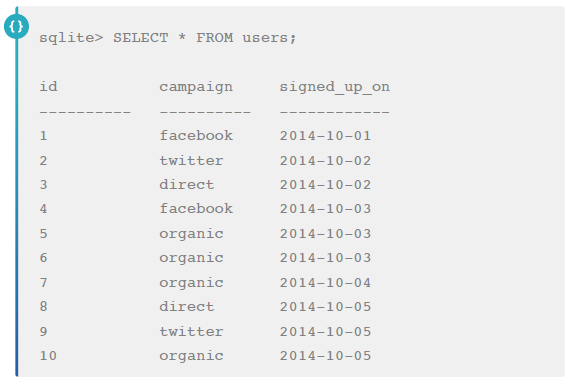 {}
sqlite> SELECT * FROM users;
id campaign signed_up_on
---------- ---------- ------------
1 facebook 2014-10-01
2 twitter 2014-10-02
3 direct 2014-10-02
4 facebook 2014-10-03
5 organic 2014-10-03
6 organic 2014-10-03
7 organic 2014-10-04
8 direct 2014-10-05
9 twitter 2014-10-05
10 organic 2014-10-05